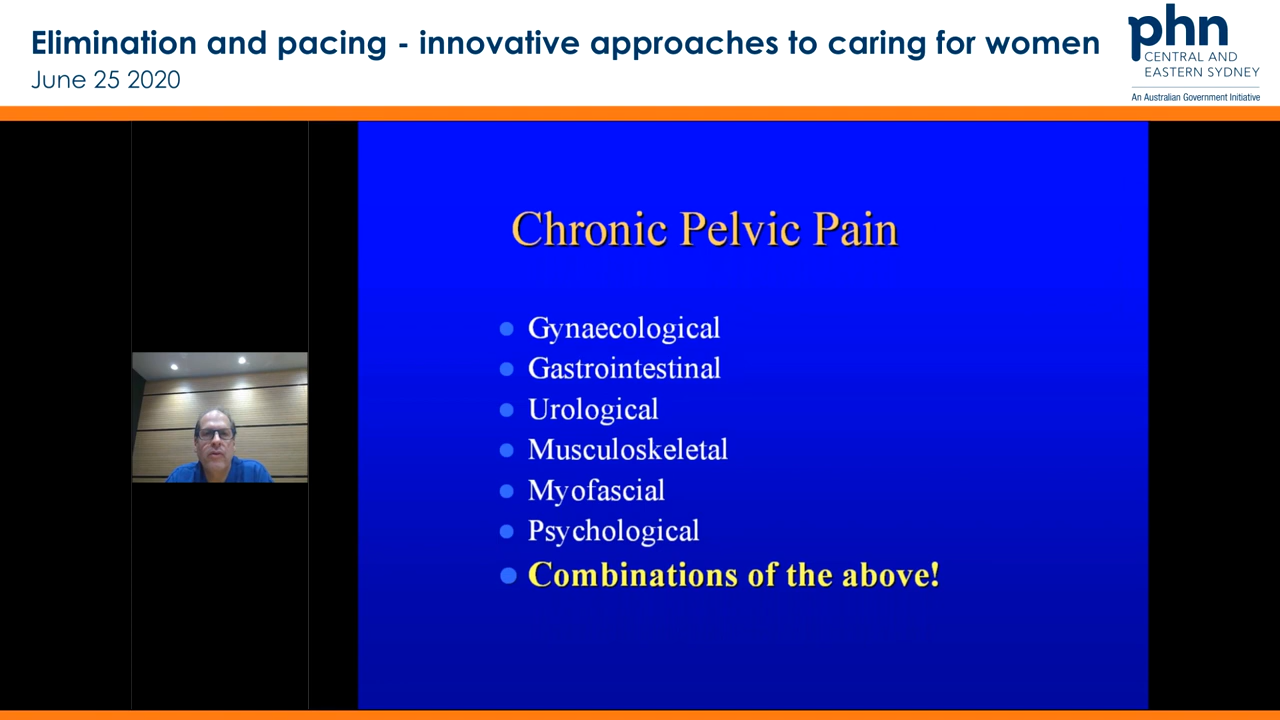 Elimination and pacing - innovative approaches to caring for women
June 25 2020
phn
CENTRAL AND
EASTERN SYDNEY
An Australian Government Initiative
Chronic Pelvic Pain
Gynaecological
Gastrointestinal
Urological
Musculoskeletal
Myofascial
Psychological
Combinations of the above!